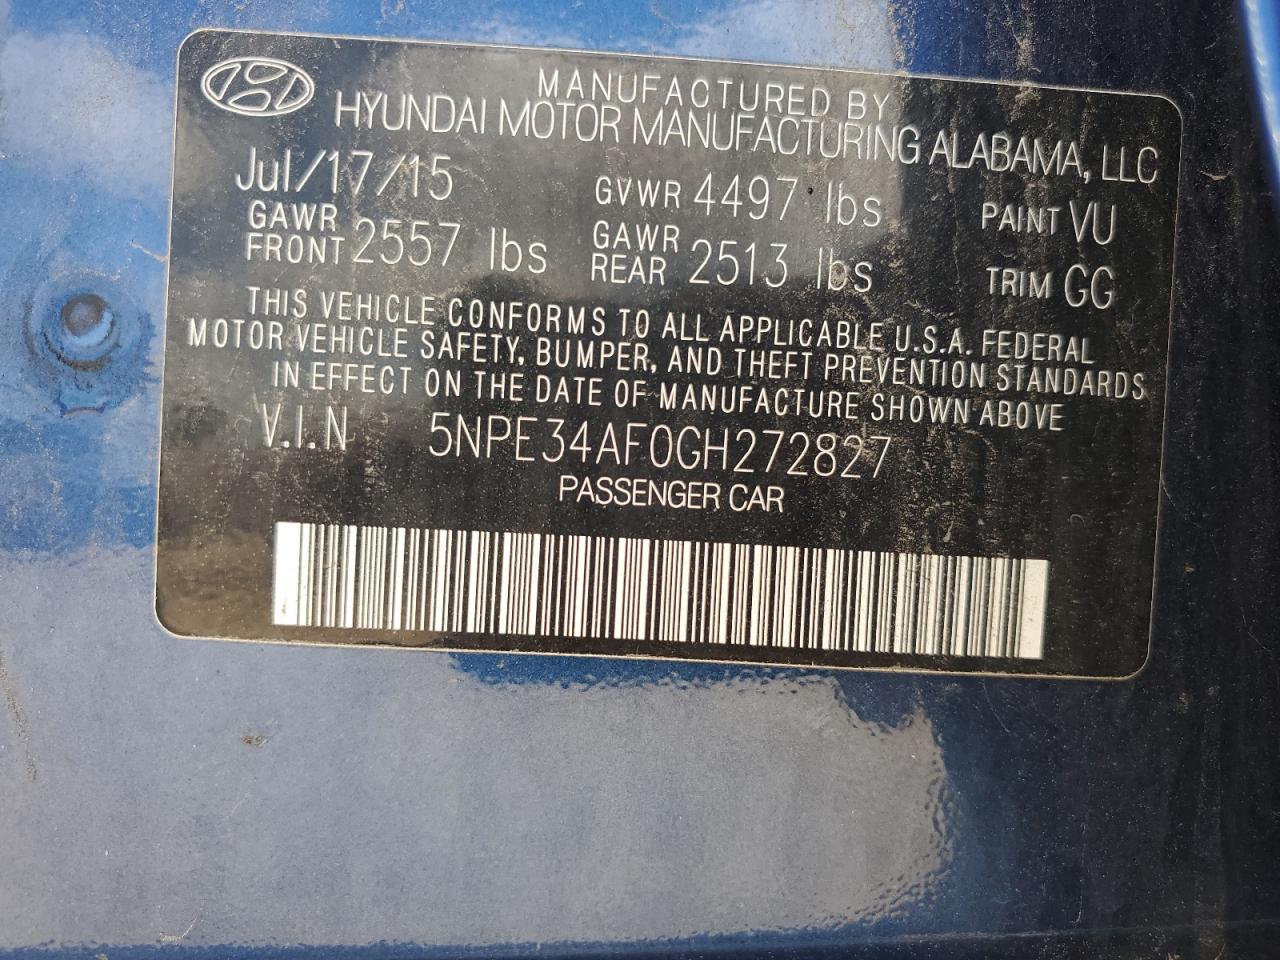 MANUFACTURED BY
HYUNDAI MOTOR MANUFACTURING ALABAMA, LLC
Jul/17/15 GVWR 4497 lbs PAINT VU
GAWR FRONT 2557 lbs GAWR REAR 2513 lbs TRIM GG
THIS VEHICLE CONFORMS TO ALL APPLICABLE U.S.A. FEDERAL
MOTOR VEHICLE SAFETY, BUMPER, AND THEFT PREVENTION STANDARDS
IN EFFECT ON THE DATE OF MANUFACTURE SHOWN ABOVE
V.I.N 5NPE34AF0GH272827
PASSENGER CAR